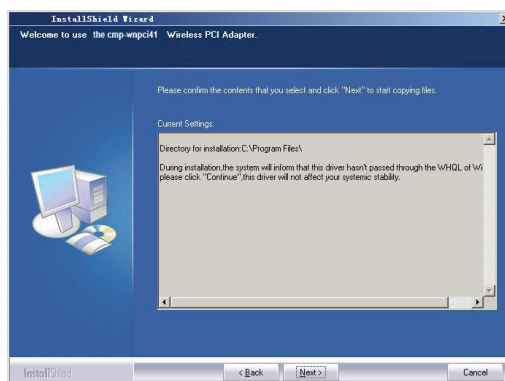 InstallShield Wizard
Welcome to use the cmp-wnpci41 Wireless PCI Adapter.
Please confirm the contents that you select and click "Next" to start copying files.
Current Settings:
Directory for installation:C:\Program Files\
During installation,the system will inform that this driver hasn't passed through the WHQL of Wi
please click "Continue",this driver will not affect your systemic stability.
InstallShield
< Back
Next >
Cancel